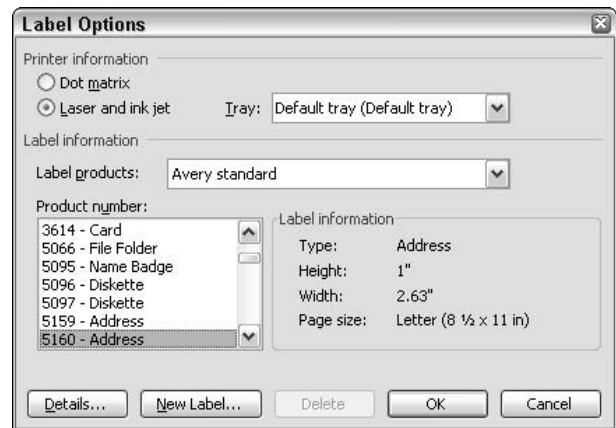 Label Options
Printer information
Dot matrix
Laser and ink jet Tray: Default tray (Default tray)
Label information
Label products: Avery standard
Product number:
3614 - Card
5066 - File Folder
5095 - Name Badge
5096 - Diskette
5097 - Diskette
5159 - Address
5160 - Address
Label information
Type: Address
Height: 1"
Width: 2.63"
Page size: Letter (8 ½ x 11 in)
Details... New Label... Delete OK Cancel